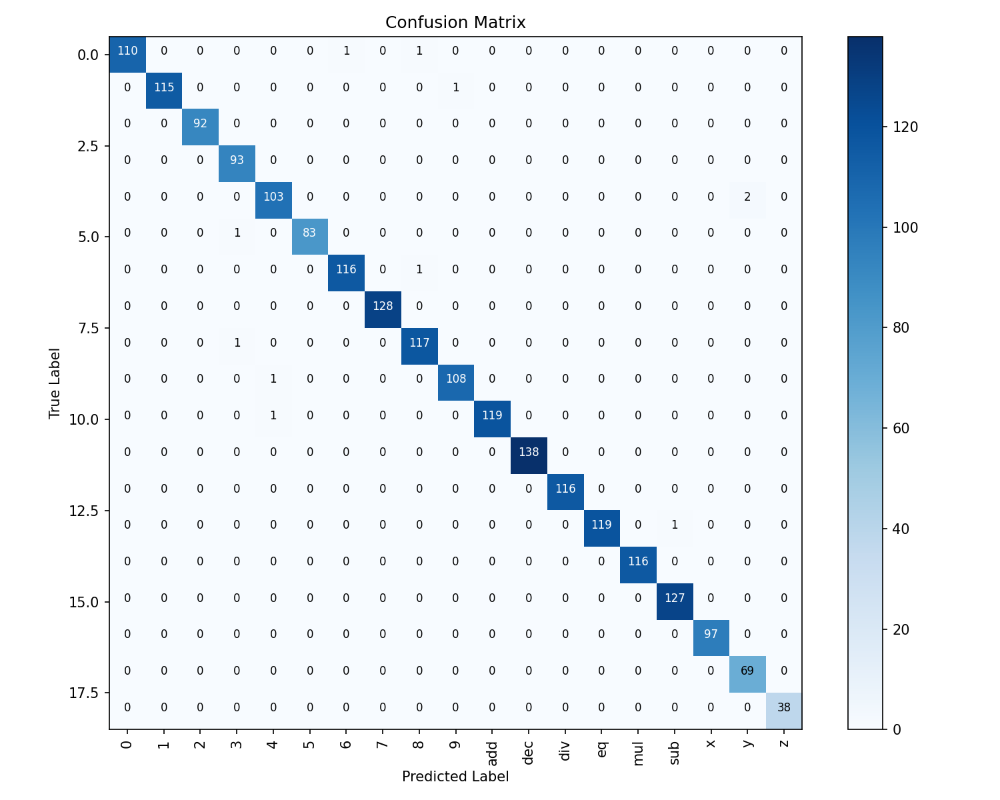 Confusion Matrix
0.0 110 0 0 0 0 0 1 0 1 0 0 0 0 0 0 0 0 0 0
0 115 0 0 0 0 0 0 0 1 0 0 0 0 0 0 0 0 0
0 0 92 0 0 0 0 0 0 0 0 0 0 0 0 0 0 0 0
2.5
0 0 0 93 0 0 0 0 0 0 0 0 0 0 0 0 0 0 0
0 0 0 0 103 0 0 0 0 0 0 0 0 0 0 0 0 2 0
5.0 0 0 0 1 0 83 0 0 0 0 0 0 0 0 0 0 0 0 0
0 0 0 0 0 0 116 0 1 0 0 0 0 0 0 0 0 0 0
0 0 0 0 0 0 0 128 0 0 0 0 0 0 0 0 0 0 0
7.5
0 0 0 1 0 0 0 0 117 0 0 0 0 0 0 0 0 0 0
0 0 0 0 1 0 0 0 0 108 0 0 0 0 0 0 0 0 0
10.0 0 0 0 0 1 0 0 0 0 0 119 0 0 0 0 0 0 0 0
0 0 0 0 0 0 0 0 0 0 0 138 0 0 0 0 0 0 0
0 0 0 0 0 0 0 0 0 0 0 0 116 0 0 0 0 0 0
12.5
0 0 0 0 0 0 0 0 0 0 0 0 0 119 0 1 0 0 0
0 0 0 0 0 0 0 0 0 0 0 0 0 0 116 0 0 0 0
15.0 0 0 0 0 0 0 0 0 0 0 0 0 0 0 0 127 0 0 0
0 0 0 0 0 0 0 0 0 0 0 0 0 0 0 0 97 0 0
0 0 0 0 0 0 0 0 0 0 0 0 0 0 0 0 0 69 0
17.5
0 0 0 0 0 0 0 0 0 0 0 0 0 0 0 0 0 0 38
True Label
0 1 2 3 4 5 6 7 8 9 add dec div eq mul sub x y z
Predicted Label
120
100
80
60
40
20
0